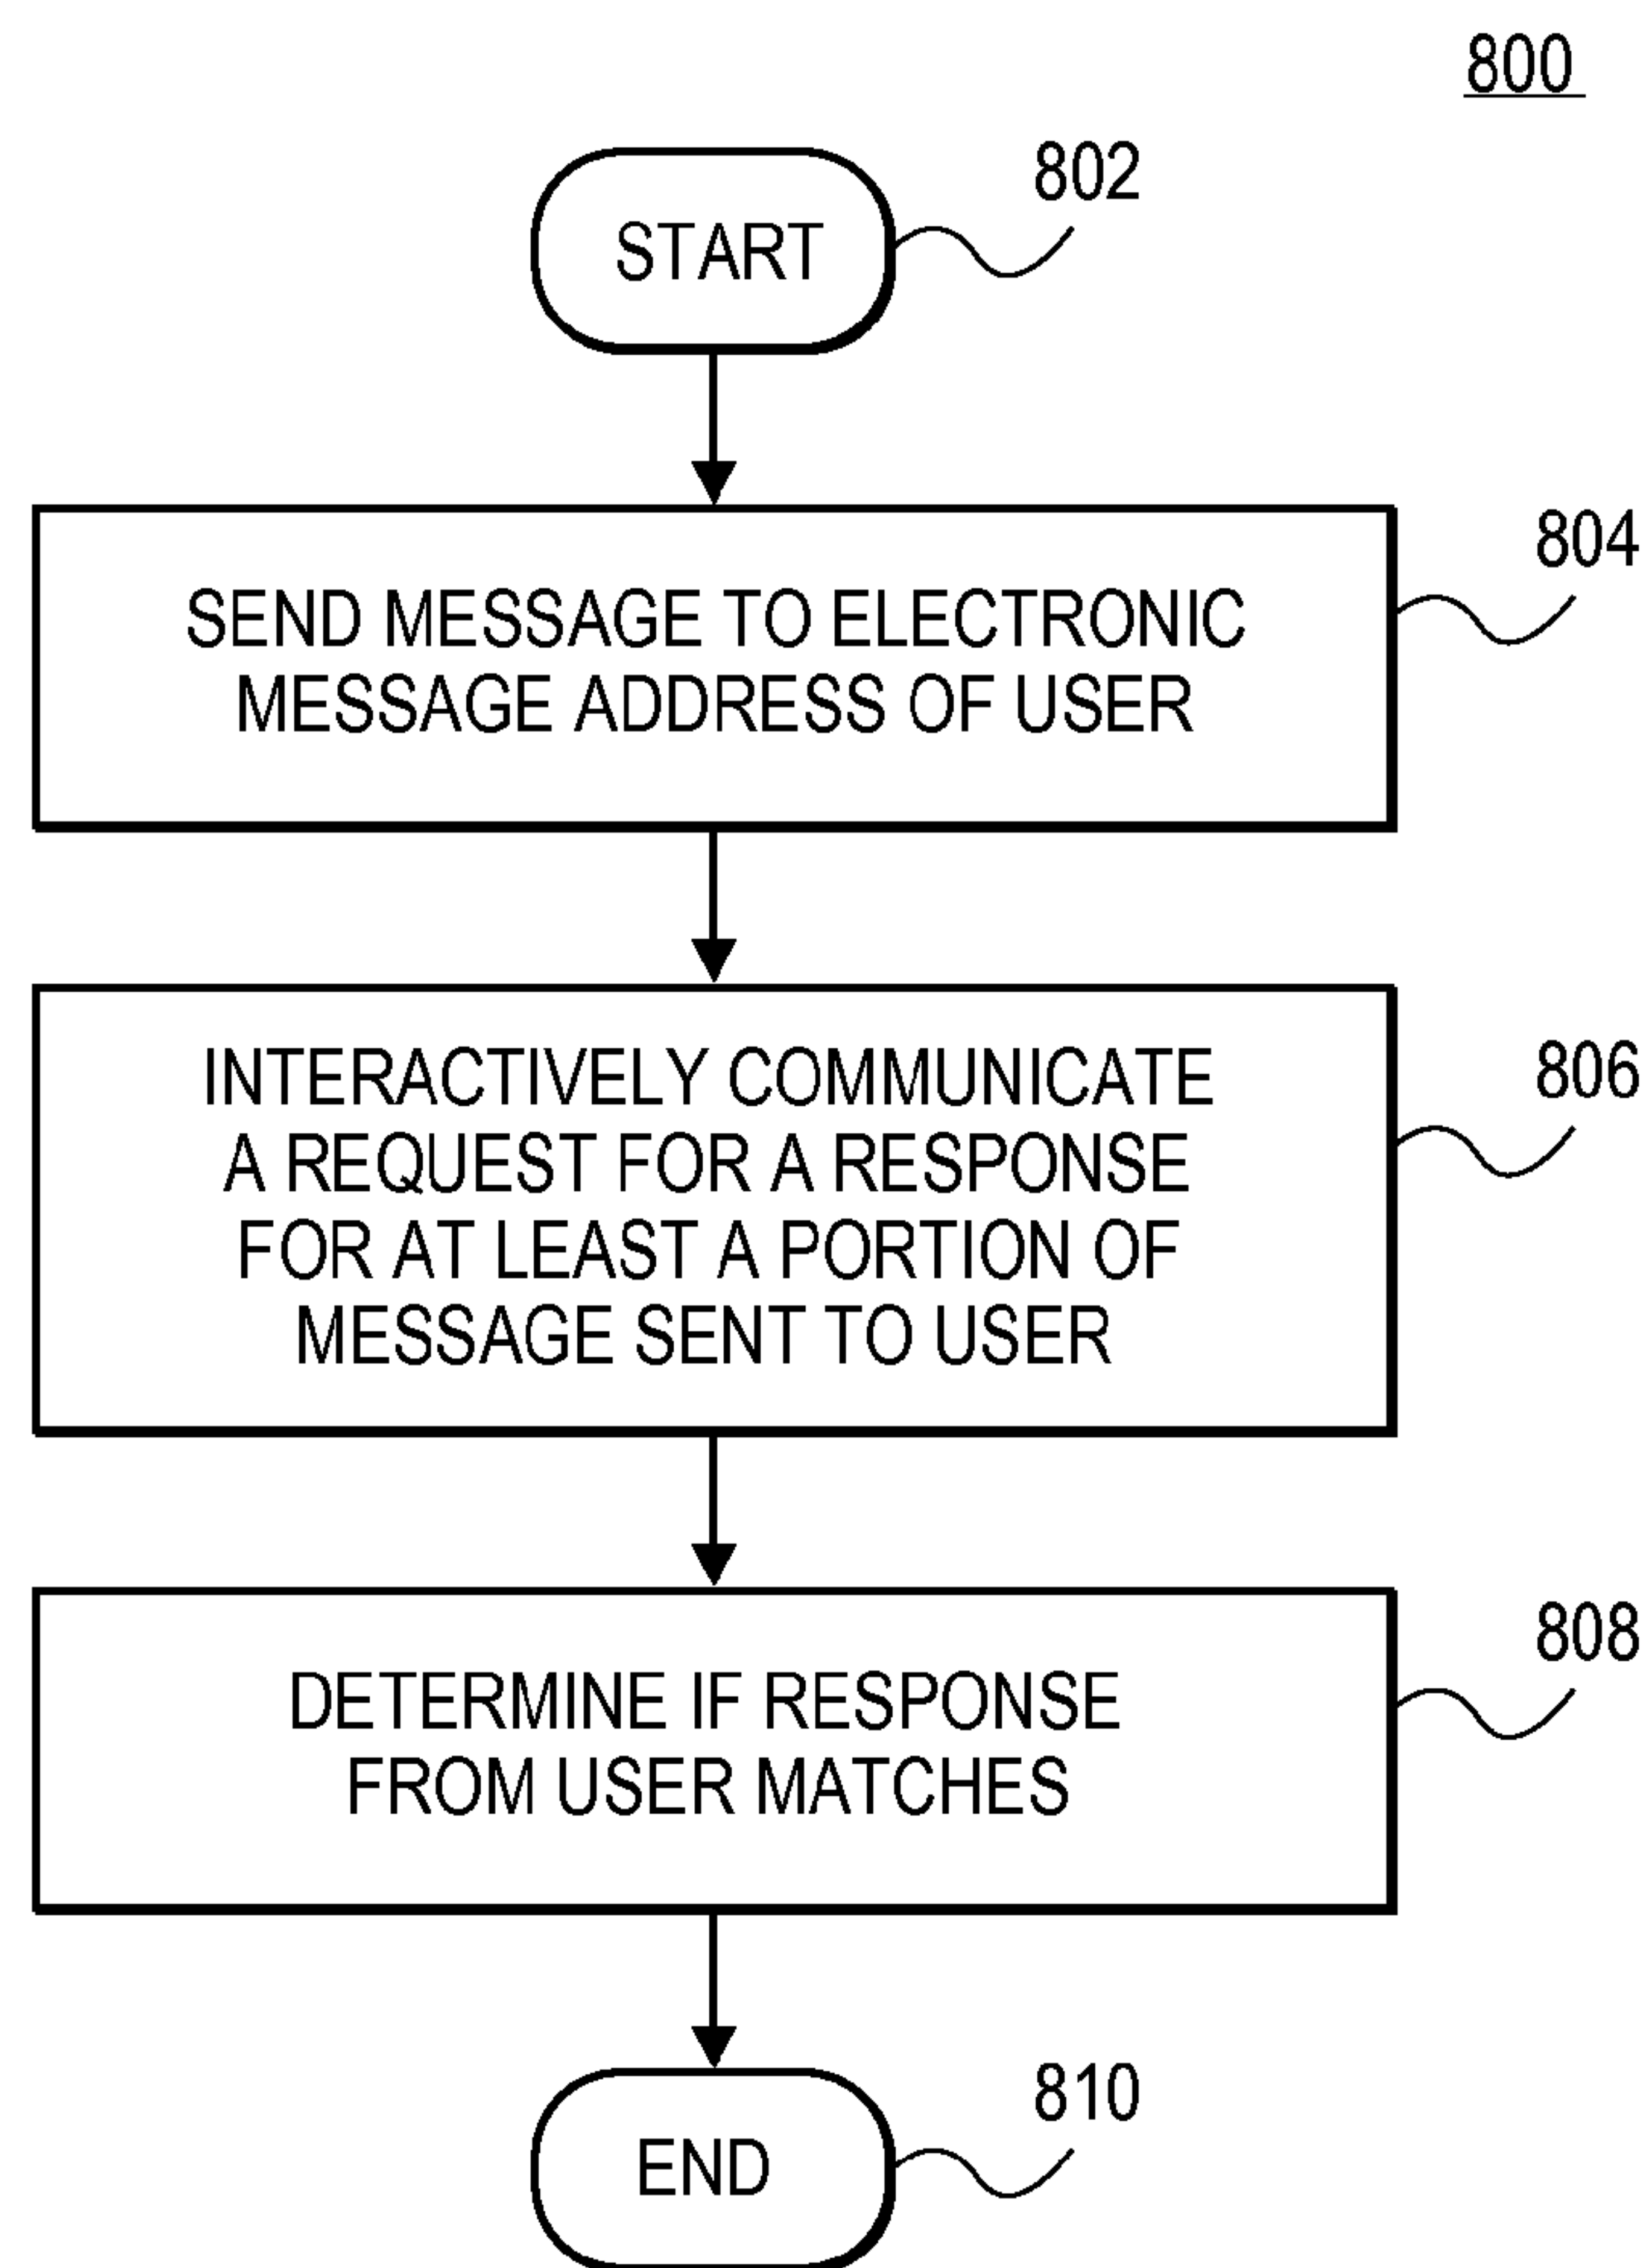 800
802
START
804
SEND MESSAGE TO ELECTRONIC
MESSAGE ADDRESS OF USER
806
INTERACTIVELY COMMUNICATE
A REQUEST FOR A RESPONSE
FOR AT LEAST A PORTION OF
MESSAGE SENT TO USER
808
DETERMINE IF RESPONSE
FROM USER MATCHES
810
END